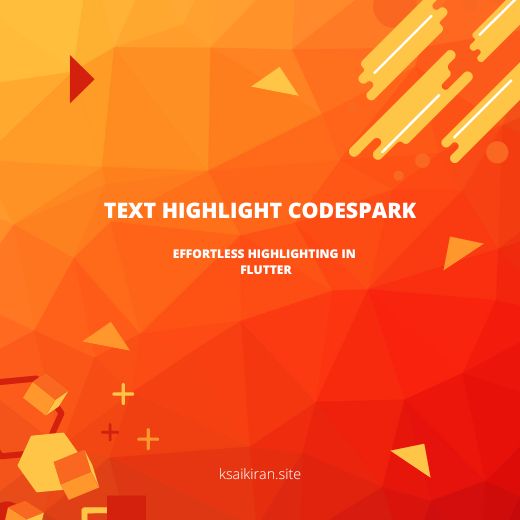 TEXT HIGHLIGHT CODESPARK
EFFORTLESS HIGHLIGHTING IN
FLUTTER
ksaikiran.site